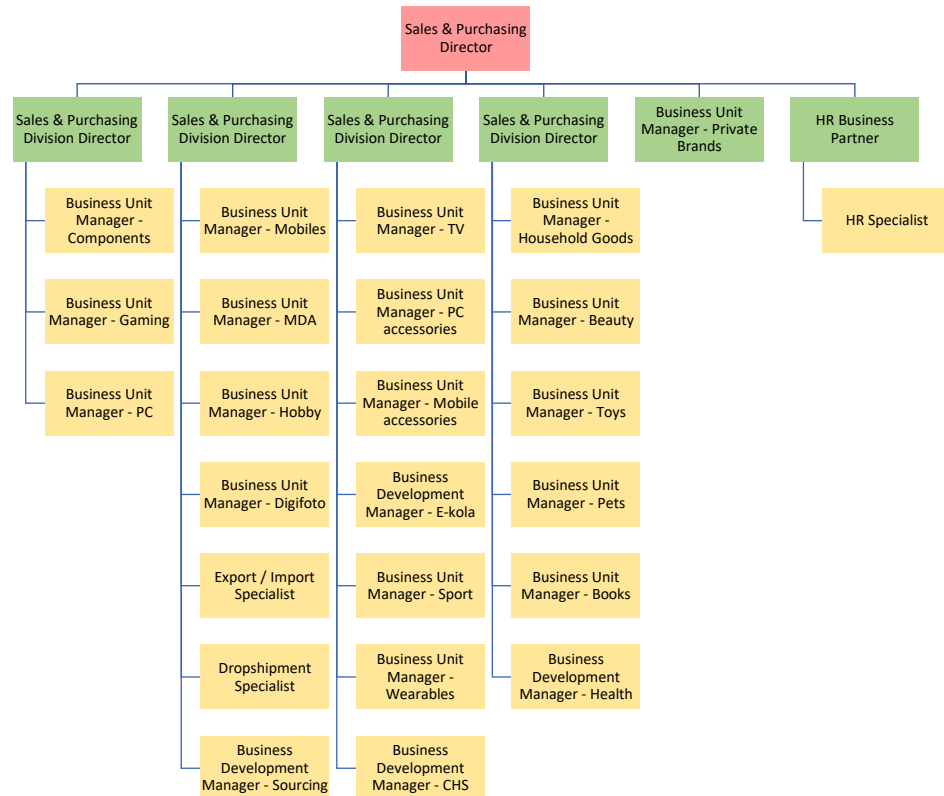 Sales & Purchasing
Director
Sales & Purchasing
Division Director
Sales & Purchasing
Division Director
Sales & Purchasing
Division Director
Sales & Purchasing
Division Director
Business Unit
Manager - Private
Brands
HR Business
Partner
Business Unit
Manager -
Components
Business Unit
Manager - Gaming
Business Unit
Manager - PC
Business Unit
Manager - Mobiles
Business Unit
Manager - MDA
Business Unit
Manager - Hobby
Business Unit
Manager - Digifoto
Export / Import
Specialist
Dropshipment
Specialist
Business
Development
Manager - Sourcing
Business Unit
Manager - TV
Business Unit
Manager - PC
accessories
Business Unit
Manager - Mobile
accessories
Business
Development
Manager - E-kola
Business Unit
Manager - Sport
Business Unit
Manager -
Wearables
Business
Development
Manager - CHS
Business Unit
Manager -
Household Goods
Business Unit
Manager - Beauty
Business Unit
Manager - Toys
Business Unit
Manager - Pets
Business Unit
Manager - Books
Business
Development
Manager - Health
HR Specialist